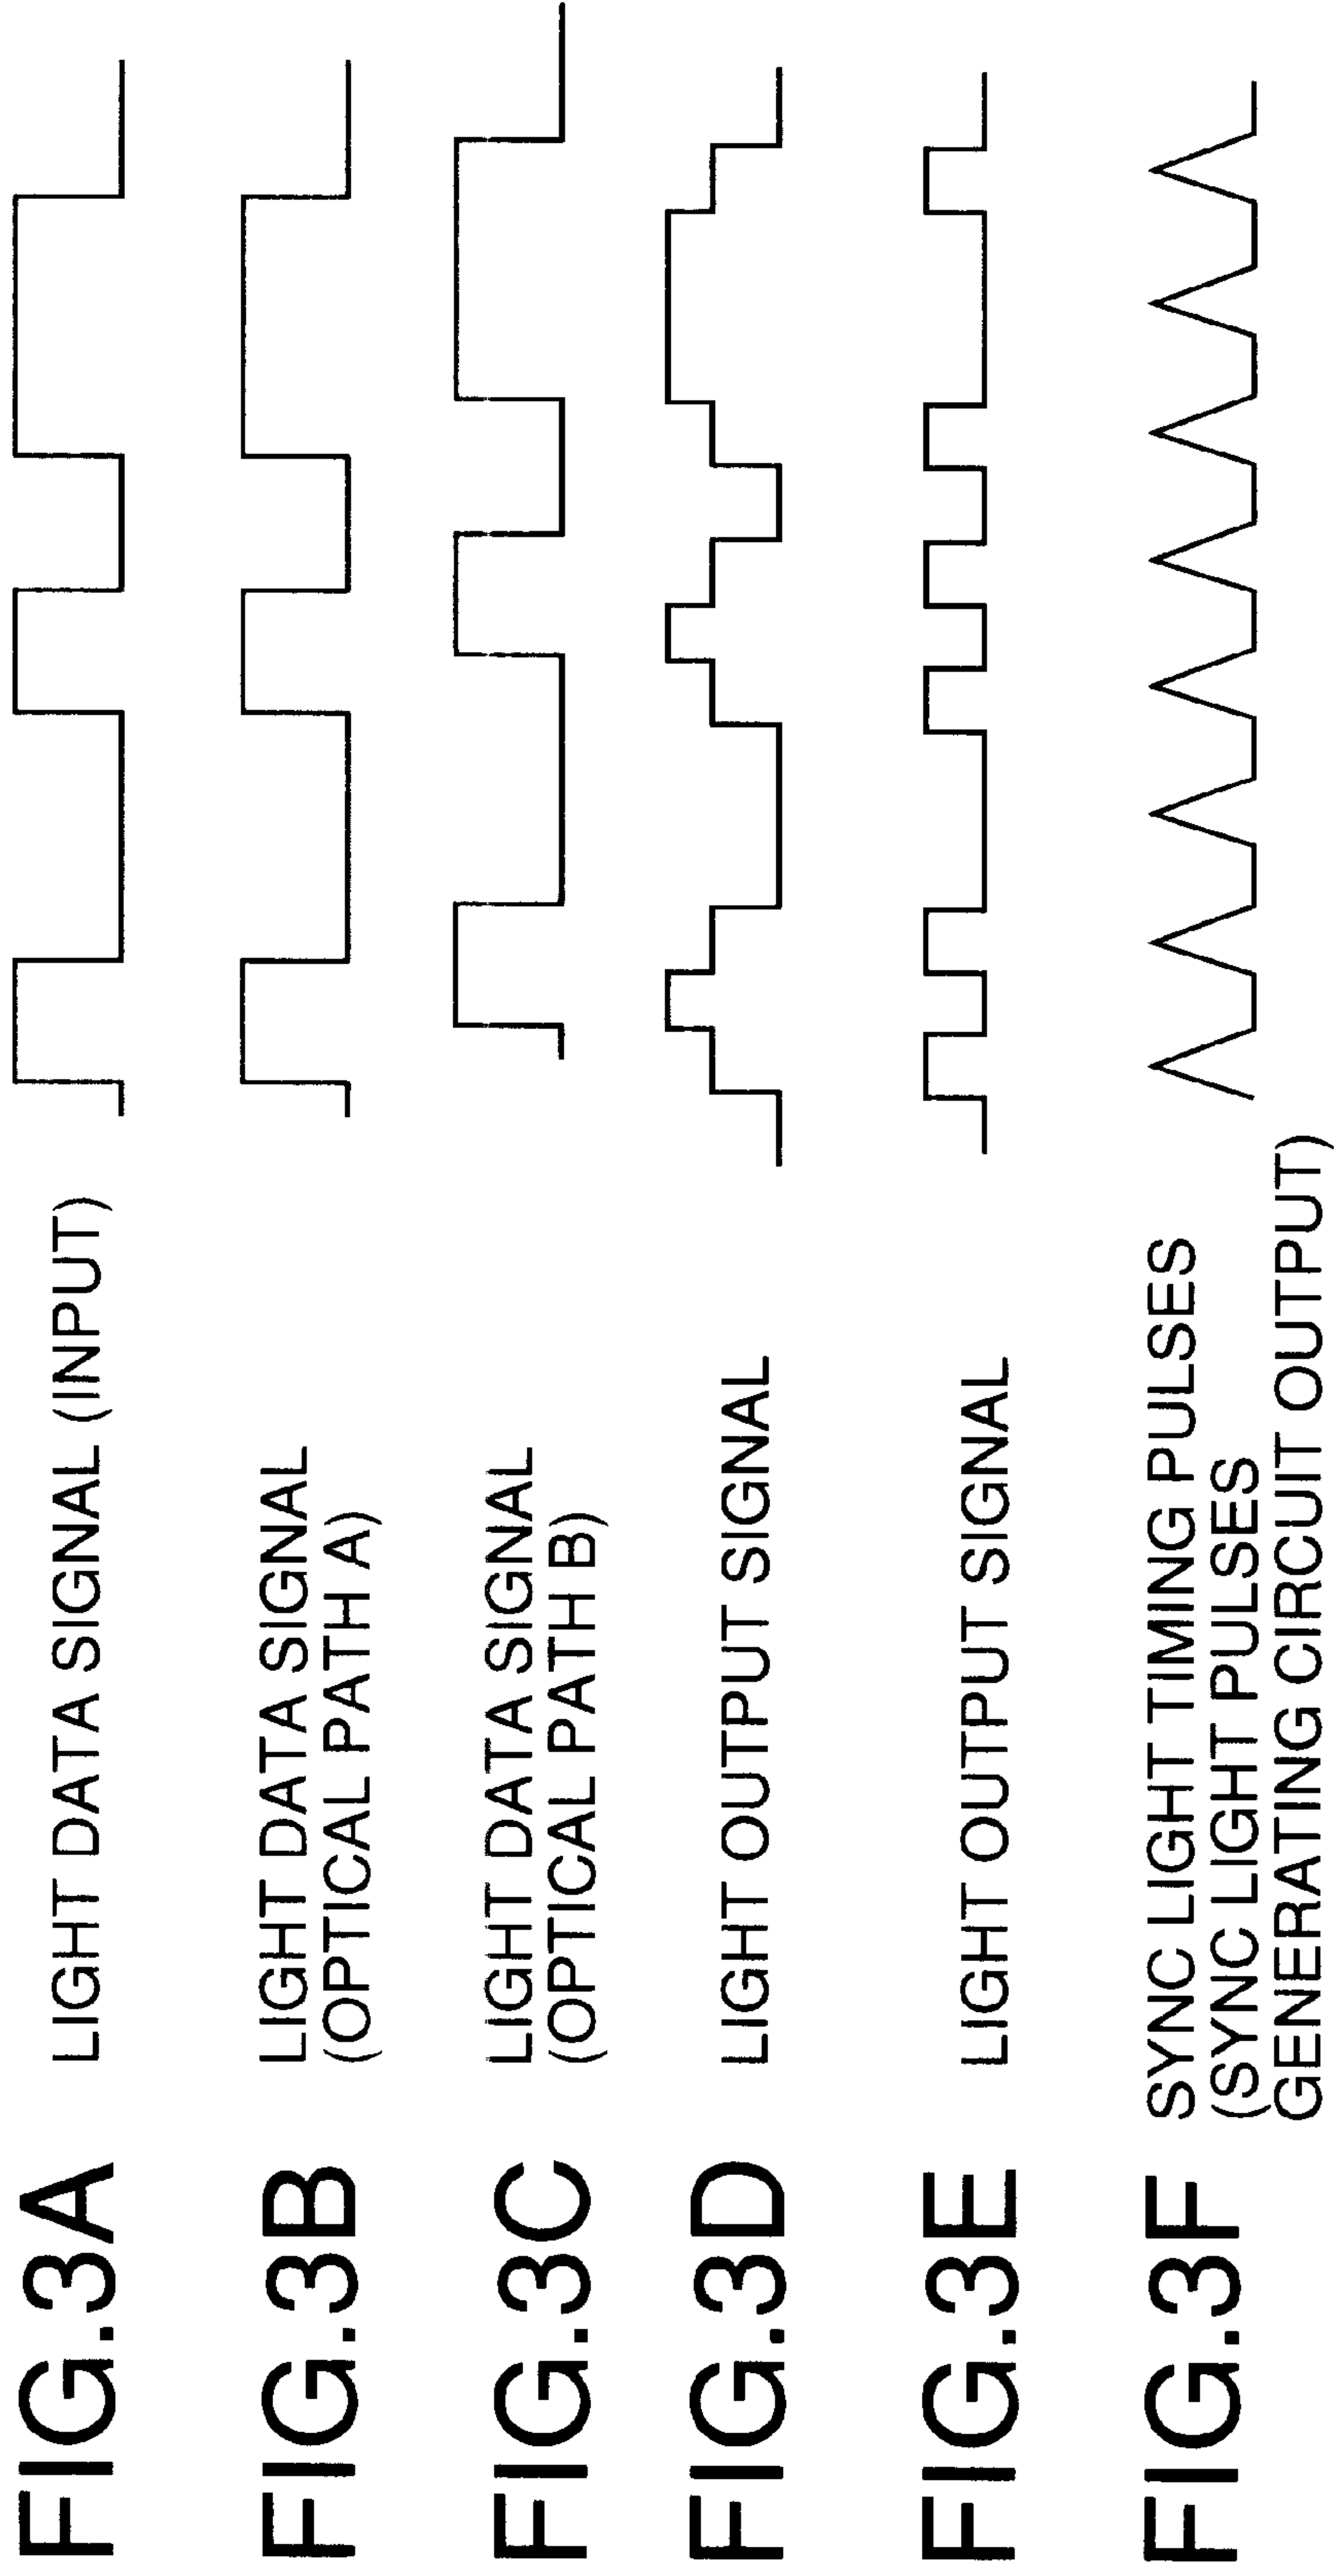 FIG.3A LIGHT DATA SIGNAL (INPUT)
FIG.3B LIGHT DATA SIGNAL
(OPTICAL PATH A)
FIG.3C LIGHT DATA SIGNAL
(OPTICAL PATH B)
FIG.3D LIGHT OUTPUT SIGNAL
FIG.3E LIGHT OUTPUT SIGNAL
FIG.3F SYNC LIGHT TIMING PULSES
(SYNC LIGHT PULSES
GENERATING CIRCUIT OUTPUT)